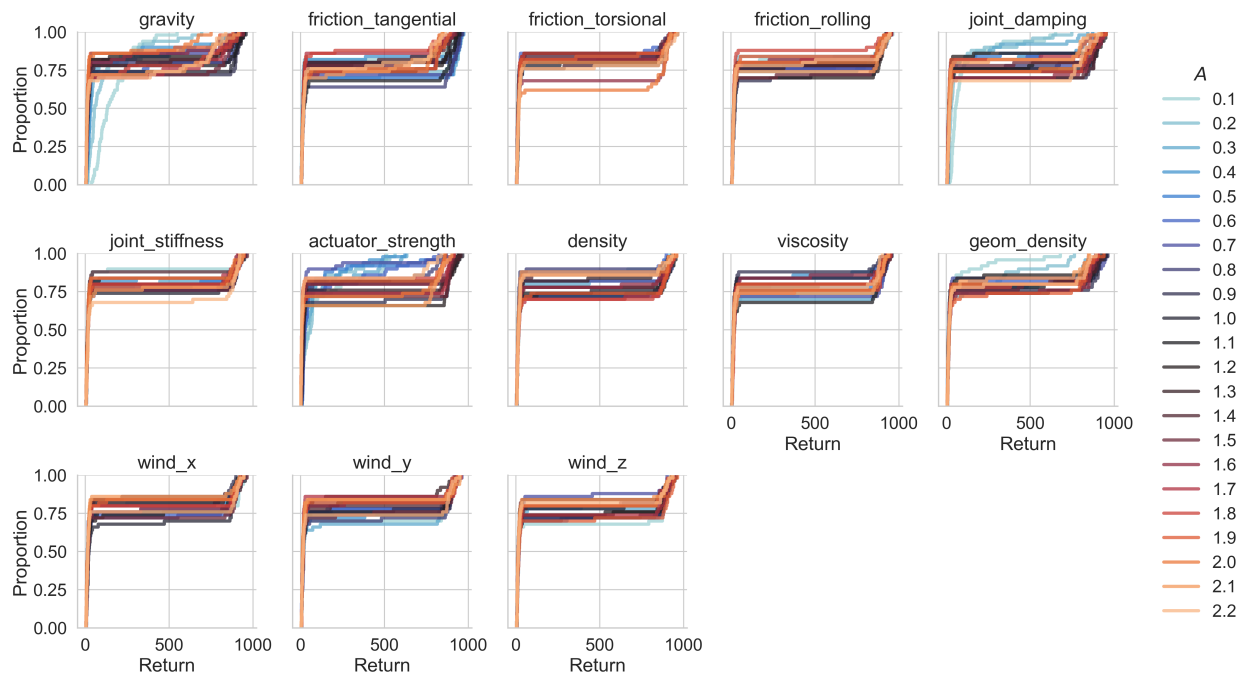 gravity
friction_tangential
friction_torsional
friction_rolling
joint_damping
1.00
0.75
0.50
0.25
0.00
Proportion
0 500 1000
joint_stiffness
actuator_strength
density
viscosity
geom_density
1.00
0.75
0.50
0.25
0.00
Proportion
0 500 1000
Return
0 500 1000
Return
wind_x
wind_y
wind_z
1.00
0.75
0.50
0.25
0.00
Proportion
0 500 1000
Return
0 500 1000
Return
0 500 1000
Return
A
0.1
0.2
0.3
0.4
0.5
0.6
0.7
0.8
0.9
1.0
1.1
1.2
1.3
1.4
1.5
1.6
1.7
1.8
1.9
2.0
2.1
2.2